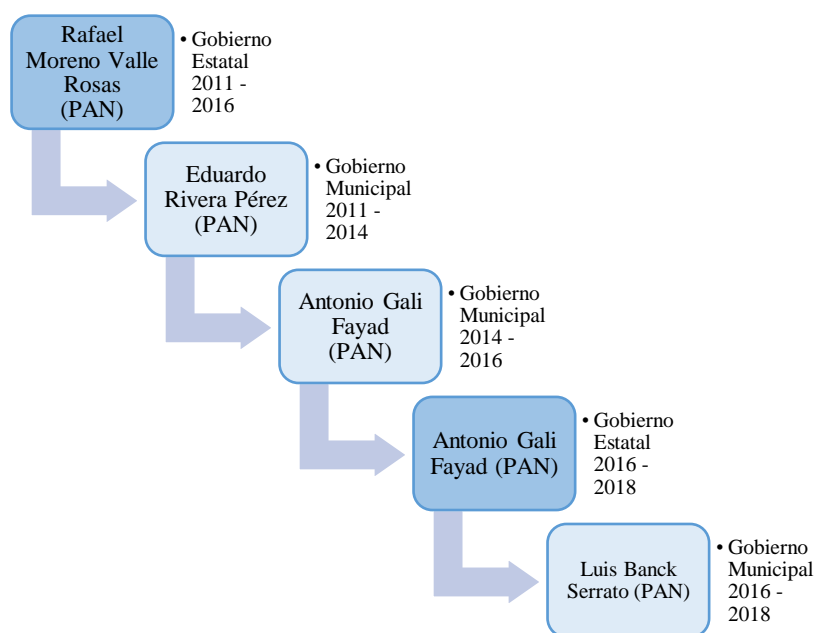 Rafael
Moreno Valle
Rosas
(PAN)
• Gobierno
Estatal
2011 -
2016
Eduardo
Rivera Pérez
(PAN)
• Gobierno
Municipal
2011 -
2014
Antonio Gali
Fayad
(PAN)
• Gobierno
Municipal
2014 -
2016
Antonio Gali
Fayad (PAN)
• Gobierno
Estatal
2016 -
2018
Luis Banck
Serrato (PAN)
• Gobierno
Municipal
2016 -
2018